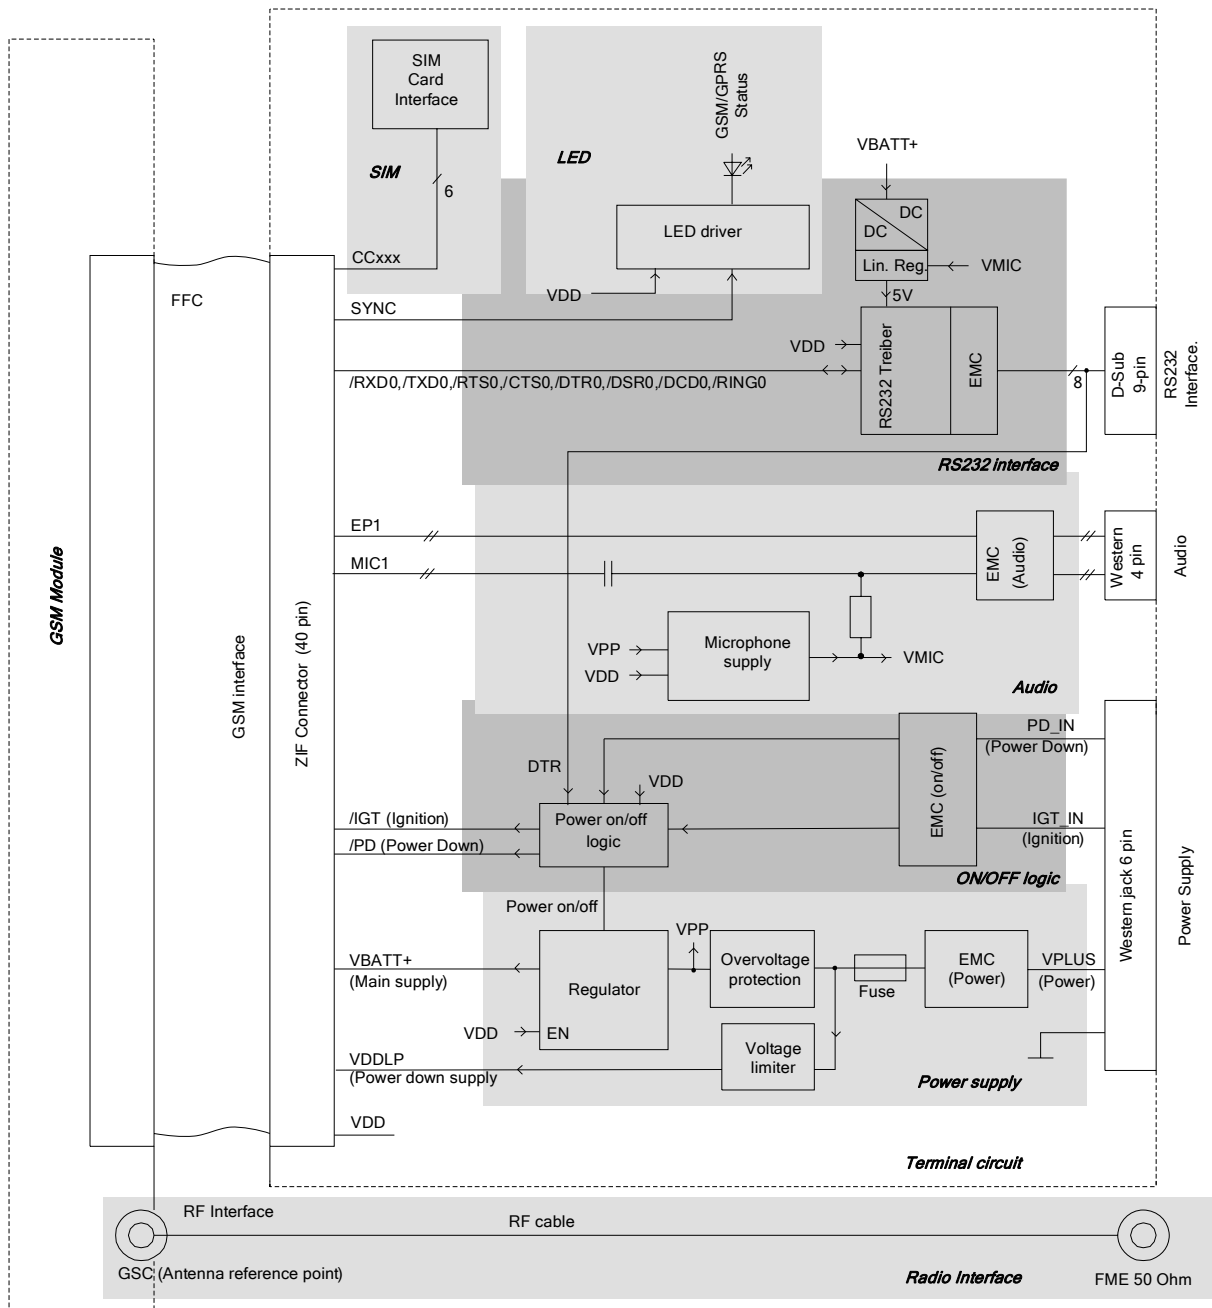 SIM
Card
Interface
SIM
6
GSM/GPRS
Status
LED
LED driver
VDD
VBATT+
DC
DC
Lin. Reg.
VMIC
5V
CCxxx
FFC
SYNC
VDD
RS232 Treiber
EMC
8
D-Sub
9-pin
RS232
Interface.
/RXD0,/TXD0,/RTS0,/CTS0,/DTR0,/DSR0,/DCD0,/RING0
RS232 interface
EP1
MIC1
EMC
(Audio)
Western
4 pin
Audio
GSM Module
GSM interface
ZIF Connector (40 pin)
VPP
VDD
Microphone
supply
VMIC
Audio
PD_IN
(Power Down)
DTR
VDD
EMC (on/off)
/IGT (Ignition)
/PD (Power Down)
Power on/off
logic
IGT_IN
(Ignition)
ON/OFF logic
Western jack 6 pin
Power Supply
Power on/off
VPP
VBATT+
(Main supply)
Regulator
Overvoltage
protection
Fuse
EMC
(Power)
VPLUS
(Power)
VDD
EN
VDDLP
(Power down supply
Voltage
limiter
Power supply
VDD
Terminal circuit
RF Interface
RF cable
GSC (Antenna reference point)
Radio Interface
FME 50 Ohm